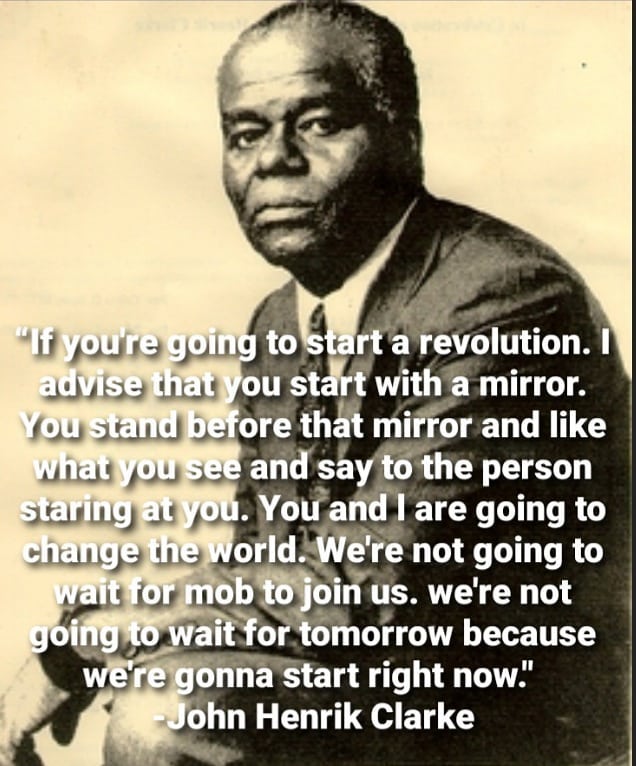 “If you're going to start a revolution. I
advise that you start with a mirror.
You stand before that mirror and like
what you see and say to the person
staring at you. You and I are going to
change the world. We're not going to
wait for mob to join us. we're not
going to wait for tomorrow because
we're gonna start right now."
-John Henrik Clarke